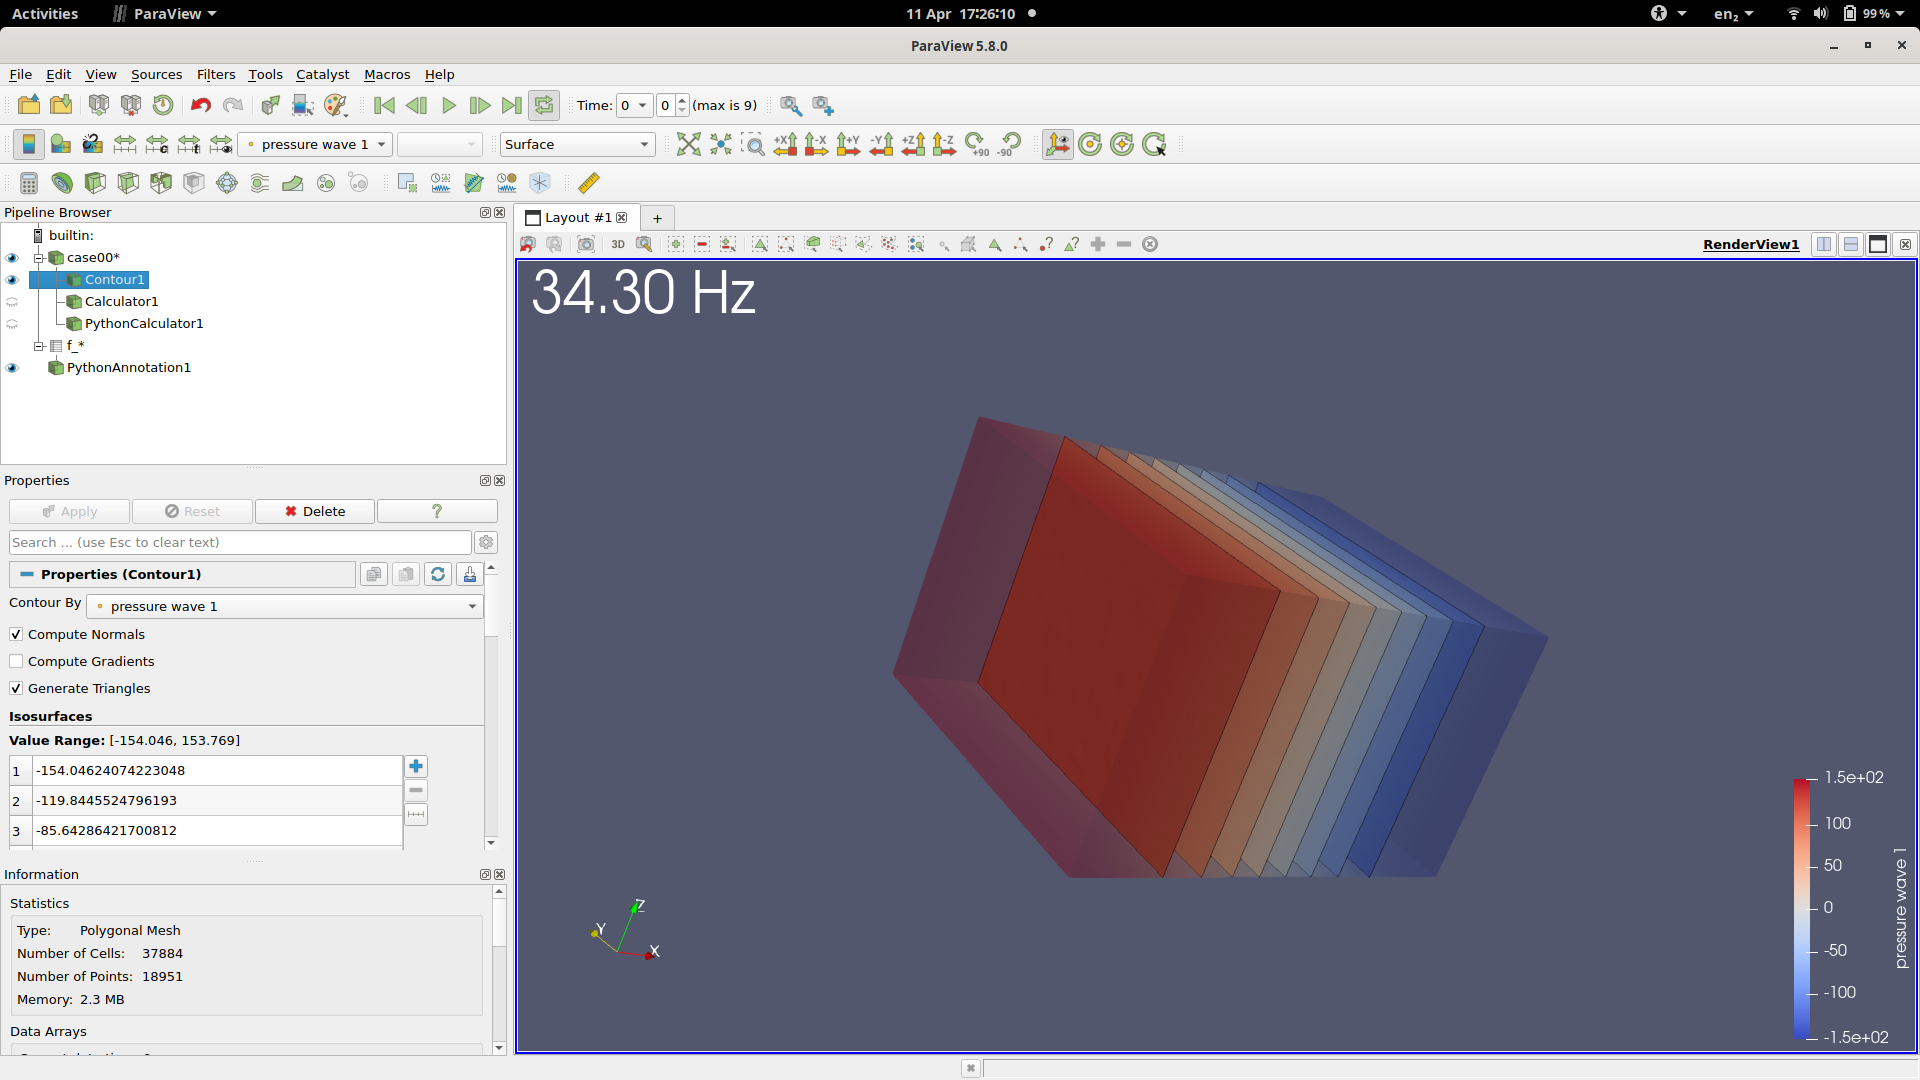 Activities ParaView 11 Apr 17:26:10 en₂ 99 %
ParaView 5.8.0
File Edit View Sources Filters Tools Catalyst Macros Help
Time: 0 0 (max is 9)
pressure wave 1 Surface +X -X +Y -Y +Z -Z +90 -90
Pipeline Browser
Layout #1 +
builtin:
3D RenderView1
case00*
Contour1
Calculator1
PythonCalculator1
f_*
PythonAnnotation1
34.30 Hz
Properties
Apply Reset Delete ?
Search ... (use Esc to clear text)
Properties (Contour1)
Contour By pressure wave 1
Compute Normals
Compute Gradients
Generate Triangles
Isosurfaces
Value Range: [-154.046, 153.769]
1 -154.04624074223048
2 -119.8445524796193
3 -85.64286421700812
Information
Statistics
Type: Polygonal Mesh
Number of Cells: 37884
Number of Points: 18951
Memory: 2.3 MB
Data Arrays
Z
Y
X
1.5e+02
100
50
0
-50
-100
-1.5e+02
pressure wave 1